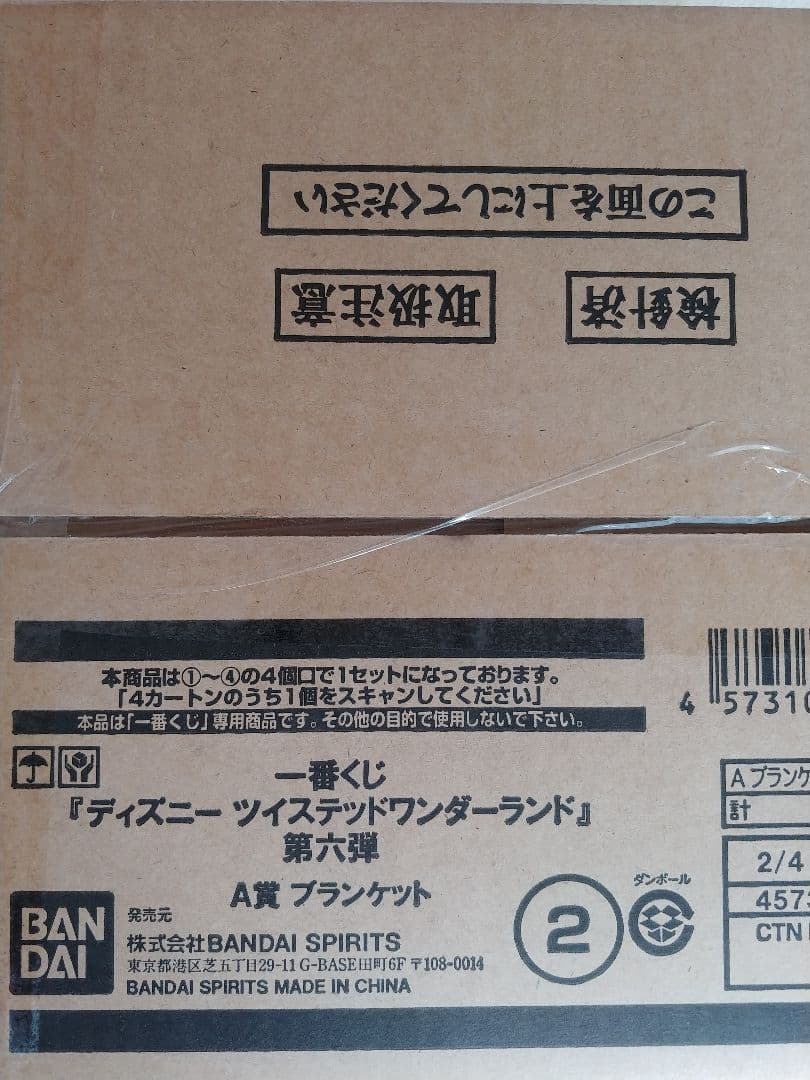 この面を上にしてください
取扱注意
検針済
本商品は①～④の4個口で1セットになっております。
「4カートンのうち1個をスキャンしてください」
本品は「一番くじ」専用商品です。その他の目的で使用しないで下さい。
4 57310
一番くじ
『ディズニー ツイステッドワンダーランド』
第六弾
A賞 ブランケット
A ブランケ
計
2/4
4573
CTN
2
ダンボール
BAN
DAI
発売元
株式会社BANDAI SPIRITS
東京都港区芝五丁目29-11 G-BASE田町6F 〒108-0014
BANDAI SPIRITS MADE IN CHINA